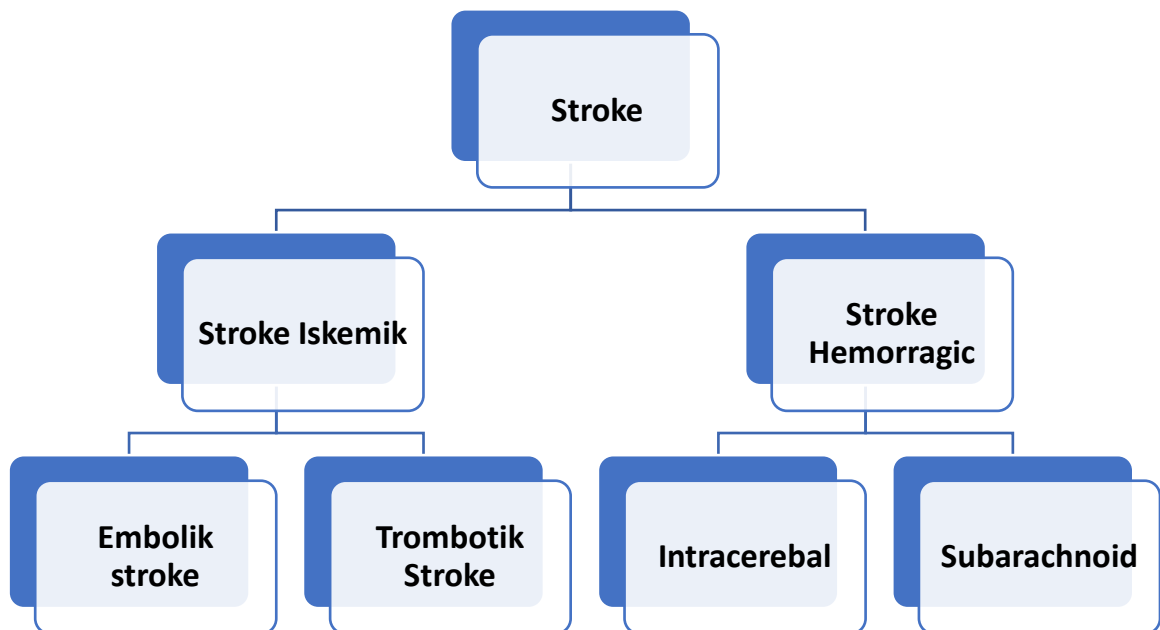 Stroke
Stroke Iskemik
Stroke
Hemorragic
Embolik
stroke
Trombotik
Stroke
Intracerebal
Subarachnoid